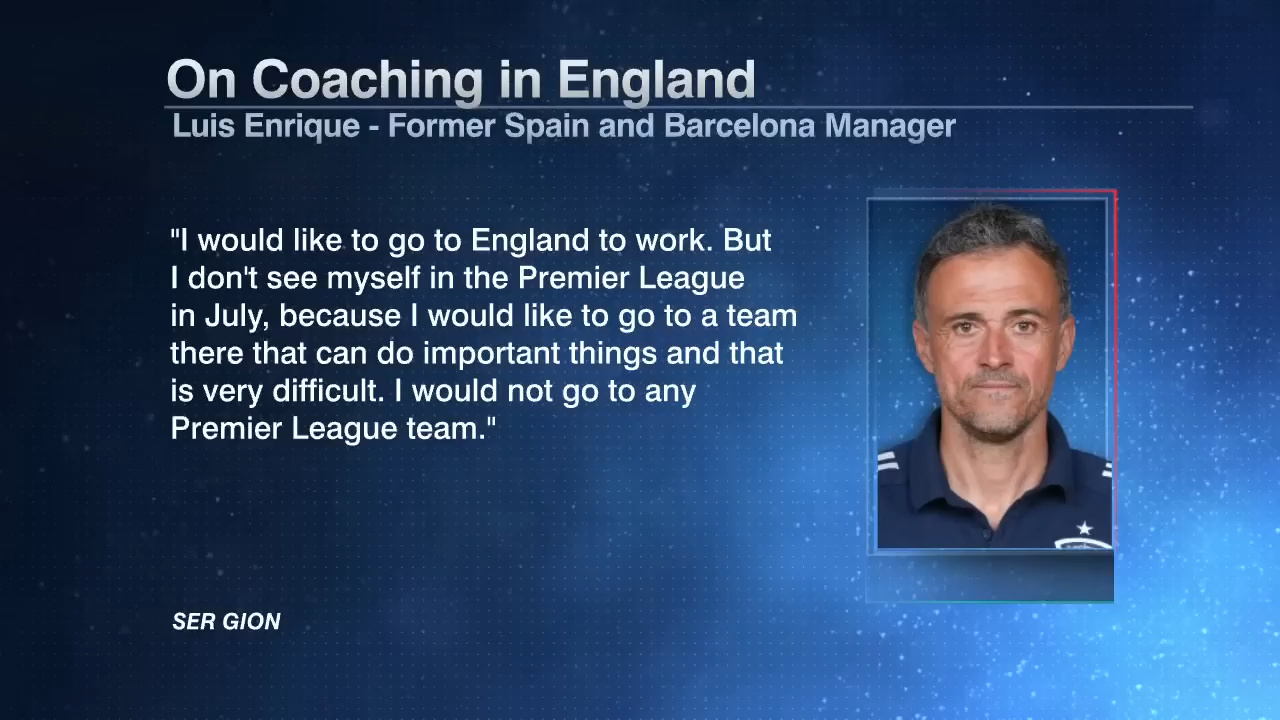 On Coaching in England
Luis Enrique - Former Spain and Barcelona Manager
"I would like to go to England to work. But
I don't see myself in the Premier League
in July, because I would like to go to a team
there that can do important things and that
is very difficult. I would not go to any
Premier League team."
SER GION